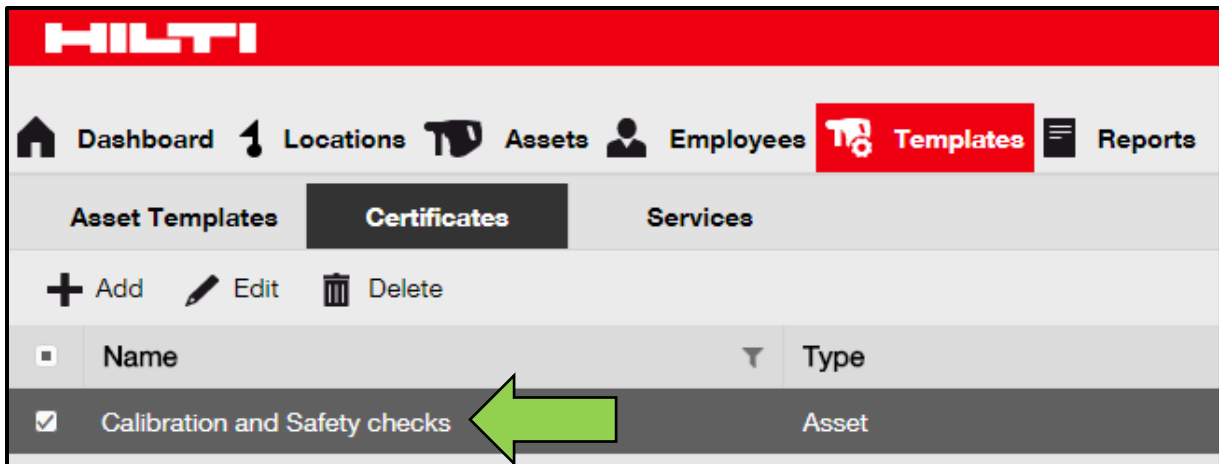 HILTI
Dashboard Locations Assets Employees Templates Reports
Asset Templates Certificates Services
Add Edit Delete
Name Type
Calibration and Safety checks Asset